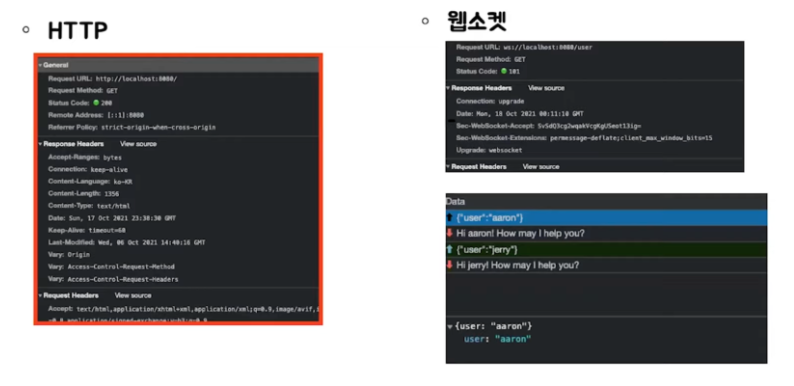 HTTP
General
Request URL: http://localhost:8080/
Request Method: GET
Status Code: 200
Remote Address: [::1]:8080
Referrer Policy: strict-origin-when-cross-origin
Response Headers View source
Accept-Ranges: bytes
Connection: keep-alive
Content-Language: ko-KR
Content-Length: 1356
Content-Type: text/html
Date: Sun, 17 Oct 2021 23:30:30 GMT
Keep-Alive: timeout=60
Last-Modified: Wed, 06 Oct 2021 14:49:16 GMT
Vary: Origin
Vary: Access-Control-Request-Method
Vary: Access-Control-Request-Headers
Request Headers View source
Accept: text/html,application/xhtml+xml,application/xml;q=0.9,image/avif,i
웹소켓
Request URL: ws://localhost:8080/user
Request Method: GET
Status Code: 101
Response Headers View source
Connection: upgrade
Date: Mon, 18 Oct 2021 00:11:10 GMT
Sec-WebSocket-Accept:
Sec-WebSocket-Extensions: permessage-deflate;client_max_window_bits=15
Upgrade: websocket
Request Headers View source
Data
{"user":"aaron"}
Hi aaron! How may I help you?
{"user":"jerry"}
Hi jerry! How may I help you?
{user: "aaron"}
user: "aaron"